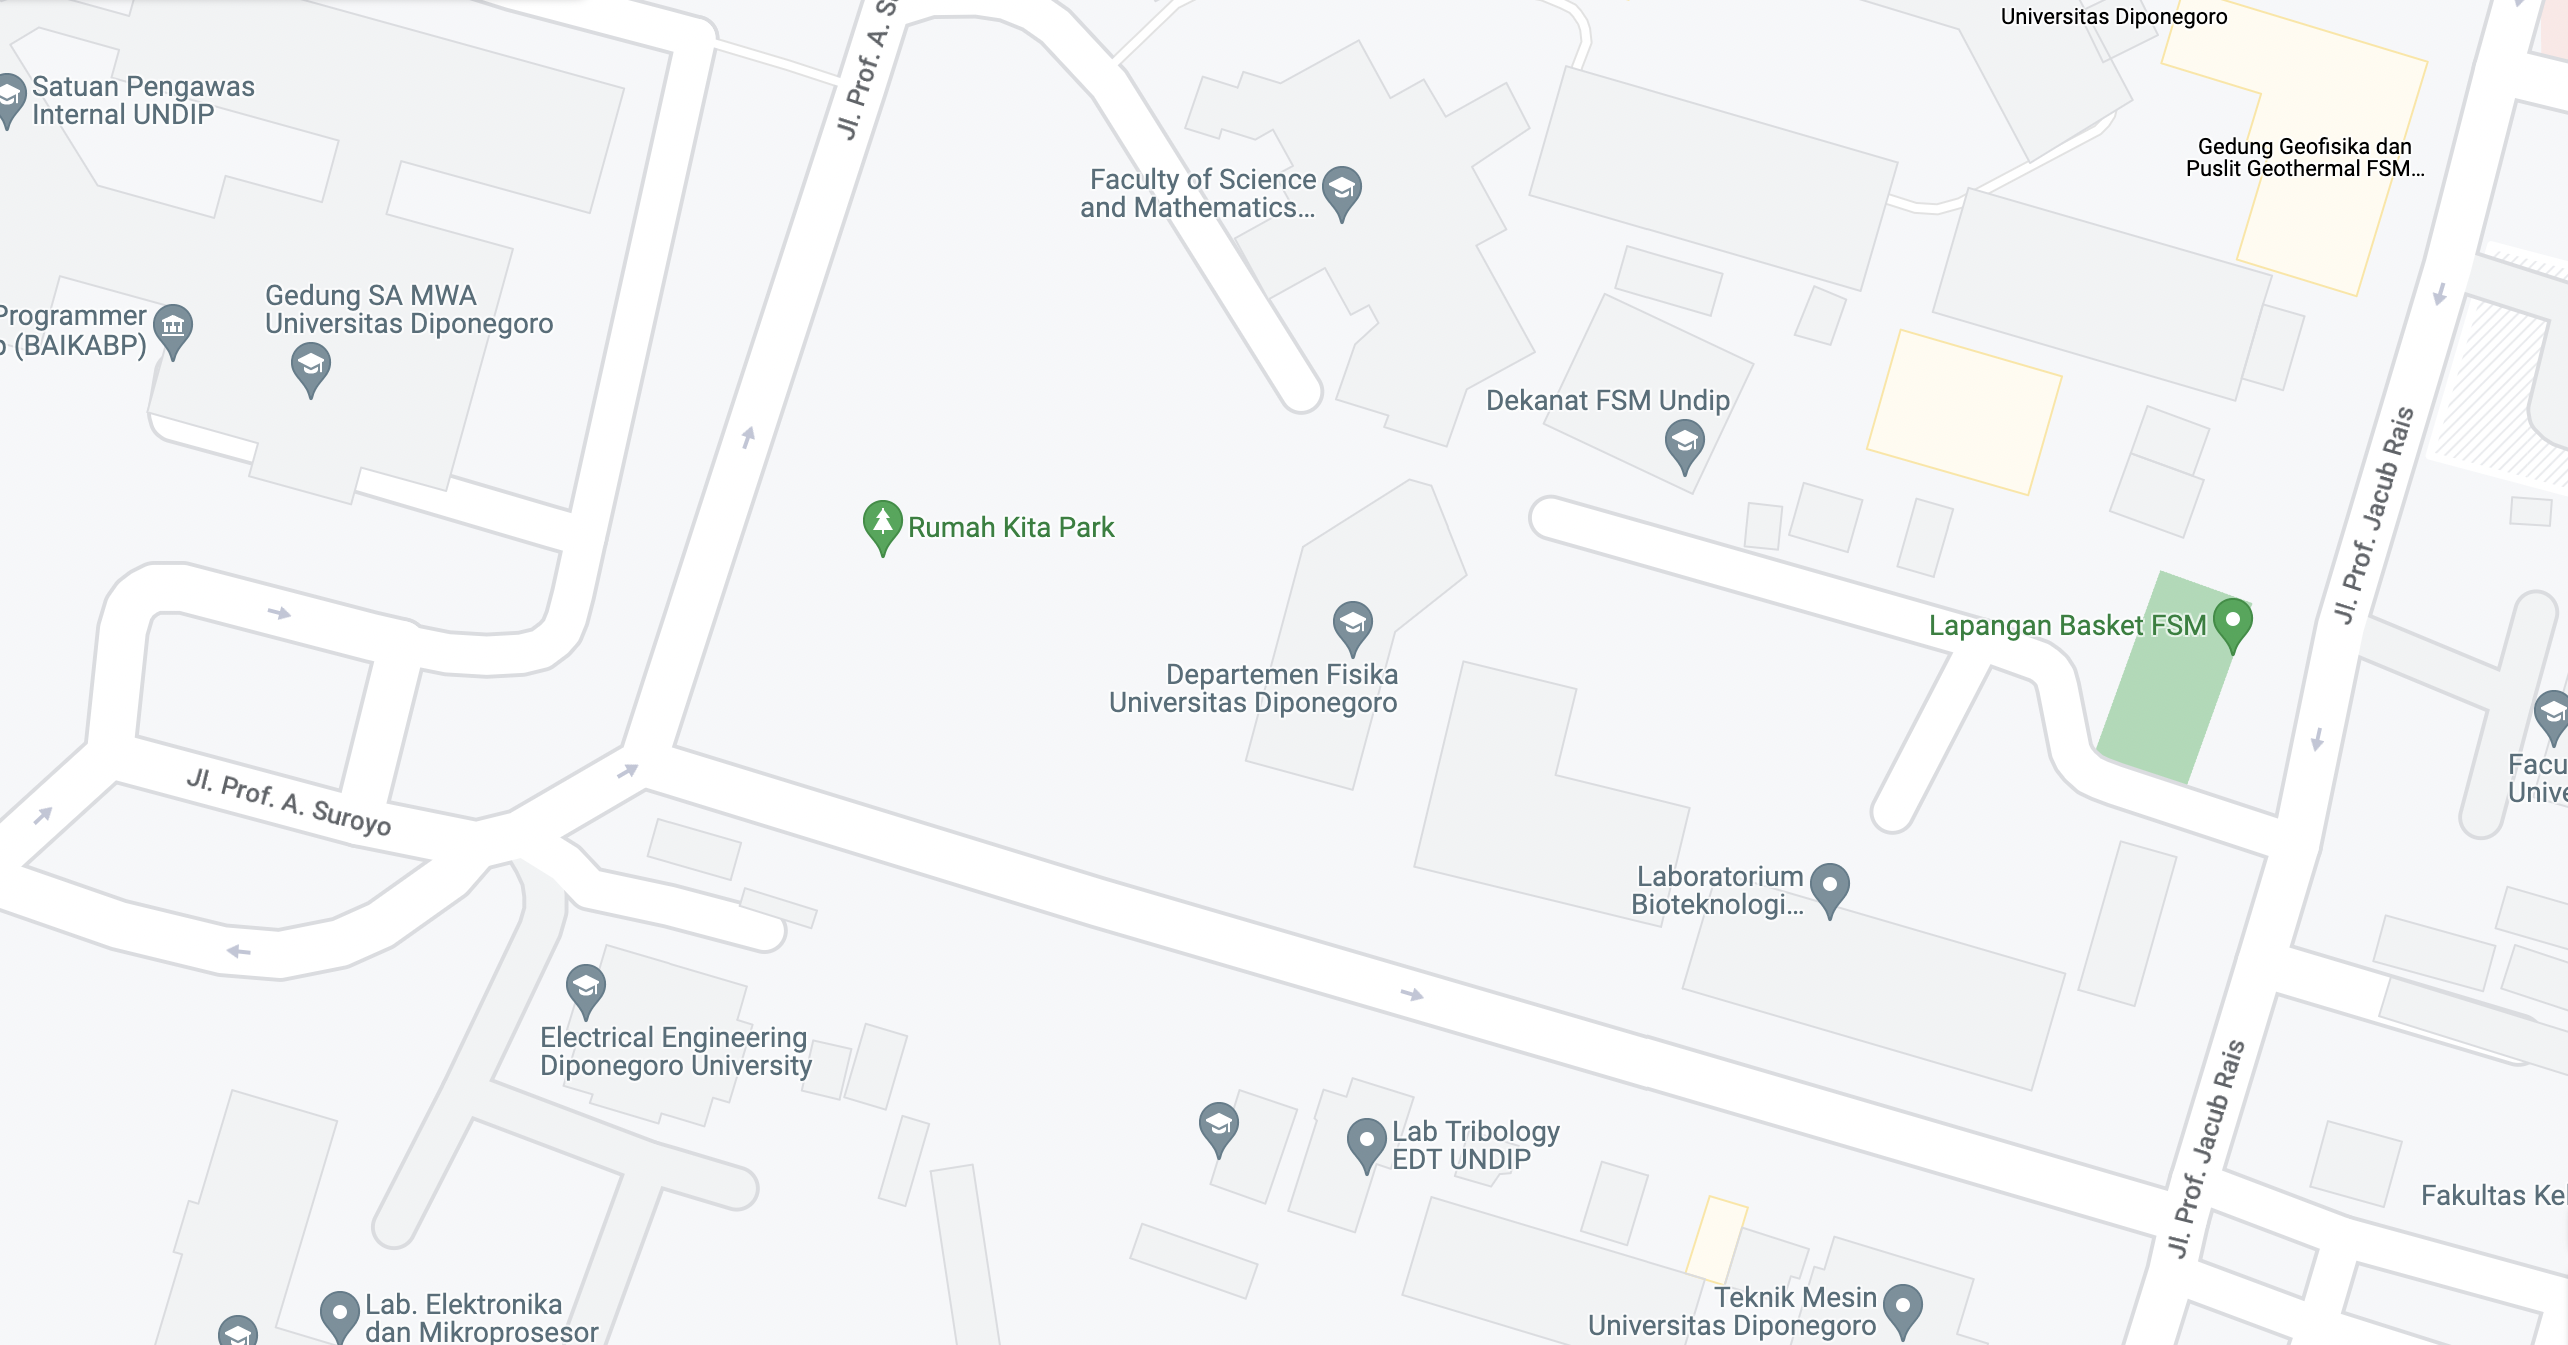 Universitas Diponegoro
Satuan Pengawas
Internal UNDIP
Jl. Prof. A.
Gedung Geofisika dan
Puslit Geothermal FSM...
Faculty of Science
and Mathematics...
Gedung SA MWA
Universitas Diponegoro
Programmer
(BAIKABP)
Dekanat FSM Undip
Jl. Prof. Jacub Rais
Rumah Kita Park
Lapangan Basket FSM
Departemen Fisika
Universitas Diponegoro
Jl. Prof. A. Suroyo
Laboratorium
Bioteknologi...
Electrical Engineering
Diponegoro University
Lab Tribology
EDT UNDIP
Jl. Prof. Jacub Rais
Fakultas
Lab. Elektronika
dan Mikroprosesor
Teknik Mesin
Universitas Diponegoro